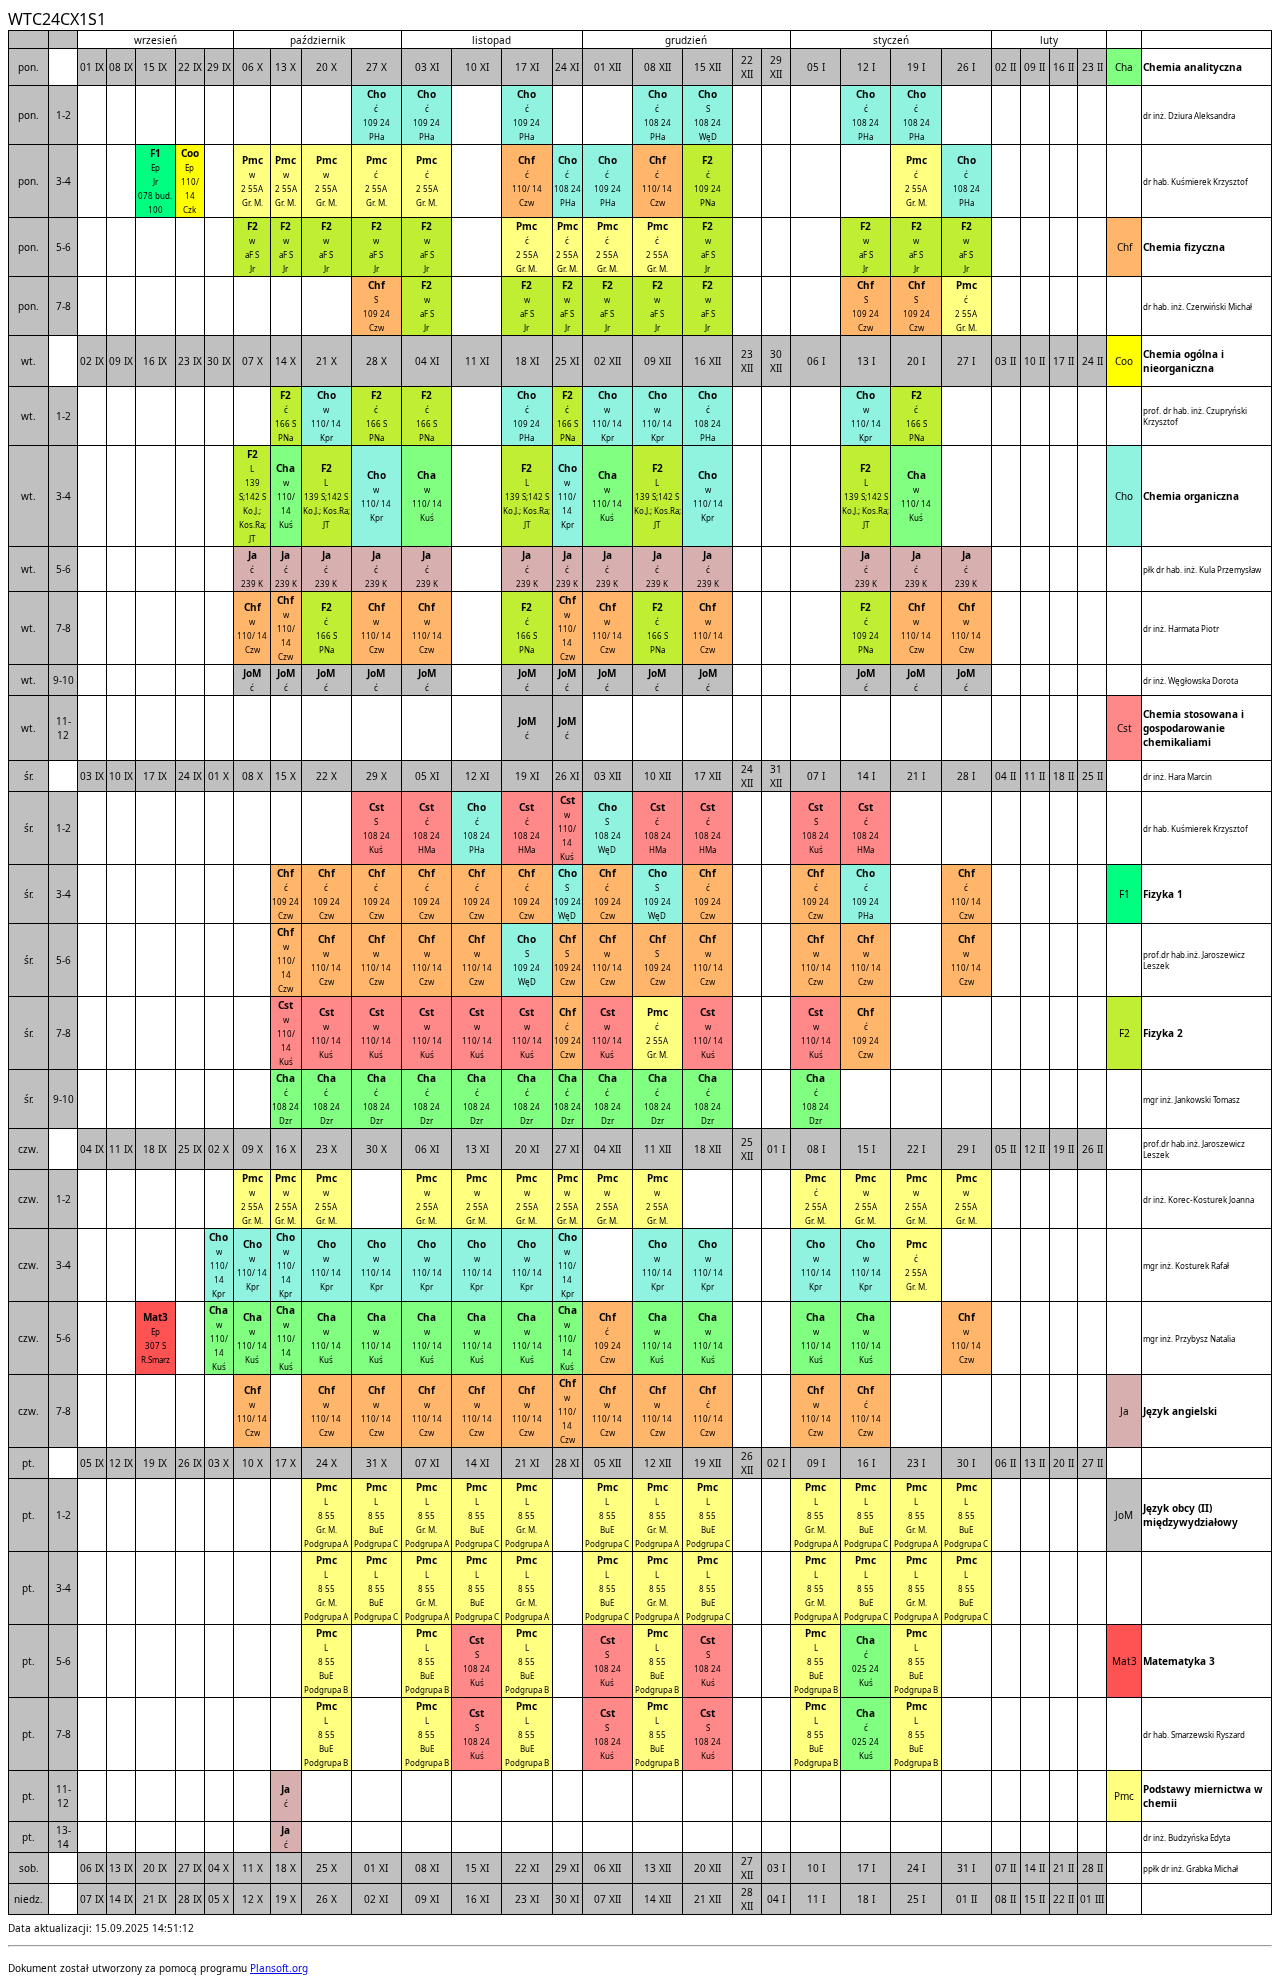 WTC24CX1S1
wrzesień październik listopad grudzień styczeń luty
pon. 01 IX 08 IX 15 IX 22 IX 29 IX 06 X 13 X 20 X 27 X 03 XI 10 XI 17 XI 24 XI 01 XII 08 XII 15 XII 22 XII 29 XII 05 I 12 I 19 I 26 I 02 II 09 II 16 II 23 II Cha Chemia analityczna
pon. 1-2 Cho ć 109 24 PHa Cho ć 109 24 PHa Cho ć 109 24 PHa Cho ć 108 24 PHa Cho S 108 24 WęD Cho ć 108 24 PHa Cho ć 108 24 PHa dr inż. Dziura Aleksandra
pon. 3-4 F1 Ep Jr 078 bud. 100 Coo Ep 110/ 14 Czk Pmc w 2 55A Gr. M. Pmc w 2 55A Gr. M. Pmc w 2 55A Gr. M. Pmc ć 2 55A Gr. M. Pmc ć 2 55A Gr. M. Chf ć 110/ 14 Czw Cho ć 108 24 PHa Cho ć 109 24 PHa Chf ć 110/ 14 Czw F2 ć 109 24 PNa Pmc ć 2 55A Gr. M. Cho ć 108 24 PHa dr hab. Kuśmierek Krzysztof
pon. 5-6 F2 w aF S Jr F2 w aF S Jr F2 w aF S Jr F2 w aF S Jr F2 w aF S Jr Pmc ć 2 55A Gr. M. Pmc ć 2 55A Gr. M. Pmc ć 2 55A Gr. M. Pmc ć 2 55A Gr. M. F2 w aF S Jr F2 w aF S Jr F2 w aF S Jr F2 w aF S Jr Chf Chemia fizyczna
pon. 7-8 Chf S 109 24 Czw F2 w aF S Jr F2 w aF S Jr F2 w aF S Jr F2 w aF S Jr F2 w aF S Jr F2 w aF S Jr Chf S 109 24 Czw Chf S 109 24 Czw Pmc ć 2 55A Gr. M. dr hab. inż. Czerwiński Michał
wt. 02 IX 09 IX 16 IX 23 IX 30 IX 07 X 14 X 21 X 28 X 04 XI 11 XI 18 XI 25 XI 02 XII 09 XII 16 XII 23 XII 30 XII 06 I 13 I 20 I 27 I 03 II 10 II 17 II 24 II Coo Chemia ogólna i nieorganiczna
wt. 1-2 F2 ć 166 S PNa Cho w 110/ 14 Kpr F2 ć 166 S PNa F2 ć 166 S PNa Cho ć 109 24 PHa F2 ć 166 S PNa Cho w 110/ 14 Kpr Cho w 110/ 14 Kpr Cho ć 108 24 PHa Cho w 110/ 14 Kpr F2 ć 166 S PNa prof. dr hab. inż. Czupryński Krzysztof
wt. 3-4 F2 L 139 S;142 S Ko.J.; Kos.Ra; JT Cha w 110/ 14 Kuś F2 L 139 S;142 S Ko.J.; Kos.Ra; JT Cho w 110/ 14 Kpr Cha w 110/ 14 Kuś F2 L 139 S;142 S Ko.J.; Kos.Ra; JT Cho w 110/ 14 Kpr Cha w 110/ 14 Kuś F2 L 139 S;142 S Ko.J.; Kos.Ra; JT Cho w 110/ 14 Kpr F2 L 139 S;142 S Ko.J.; Kos.Ra; JT Cha w 110/ 14 Kuś Cho Chemia organiczna
wt. 5-6 Ja ć 239 K Ja ć 239 K Ja ć 239 K Ja ć 239 K Ja ć 239 K Ja ć 239 K Ja ć 239 K Ja ć 239 K Ja ć 239 K Ja ć 239 K Ja ć 239 K Ja ć 239 K Ja ć 239 K płk dr hab. inż. Kula Przemysław
wt. 7-8 Chf w 110/ 14 Czw Chf w 110/ 14 Czw F2 ć 166 S PNa Chf w 110/ 14 Czw Chf w 110/ 14 Czw F2 ć 166 S PNa Chf w 110/ 14 Czw Chf w 110/ 14 Czw F2 ć 166 S PNa Chf w 110/ 14 Czw F2 ć 109 24 PNa Chf w 110/ 14 Czw Chf w 110/ 14 Czw dr inż. Harmata Piotr
wt. 9-10 JoM ć JoM ć JoM ć JoM ć JoM ć JoM ć JoM ć JoM ć JoM ć JoM ć JoM ć JoM ć JoM ć dr inż. Węgłowska Dorota
wt. 11-12 JoM ć JoM ć Cst Chemia stosowana i gospodarowanie chemikaliami
śr. 03 IX 10 IX 17 IX 24 IX 01 X 08 X 15 X 22 X 29 X 05 XI 12 XI 19 XI 26 XI 03 XII 10 XII 17 XII 24 XII 31 XII 07 I 14 I 21 I 28 I 04 II 11 II 18 II 25 II dr inż. Hara Marcin
śr. 1-2 Cst S 108 24 Kuś Cst ć 108 24 HMa Cho ć 108 24 PHa Cst ć 108 24 HMa Cst w 110/ 14 Kuś Cho S 108 24 WęD Cst ć 108 24 HMa Cst ć 108 24 HMa Cst S 108 24 Kuś Cst ć 108 24 HMa dr hab. Kuśmierek Krzysztof
śr. 3-4 Chf ć 109 24 Czw Chf ć 109 24 Czw Chf ć 109 24 Czw Chf ć 109 24 Czw Chf ć 109 24 Czw Chf ć 109 24 Czw Cho S 109 24 WęD Chf ć 109 24 Czw Cho S 109 24 WęD Chf ć 109 24 Czw Chf ć 109 24 Czw Cho ć 109 24 PHa Chf ć 110/ 14 Czw F1 Fizyka 1
śr. 5-6 Chf w 110/ 14 Czw Chf w 110/ 14 Czw Chf w 110/ 14 Czw Chf w 110/ 14 Czw Chf w 110/ 14 Czw Cho S 109 24 WęD Chf S 109 24 Czw Chf w 110/ 14 Czw Chf S 109 24 Czw Chf w 110/ 14 Czw Chf w 110/ 14 Czw Chf w 110/ 14 Czw Chf w 110/ 14 Czw prof.dr hab.inż. Jaroszewicz Leszek
śr. 7-8 Cst w 110/ 14 Kuś Cst w 110/ 14 Kuś Cst w 110/ 14 Kuś Cst w 110/ 14 Kuś Cst w 110/ 14 Kuś Cst w 110/ 14 Kuś Chf ć 109 24 Czw Cst w 110/ 14 Kuś Pmc ć 2 55A Gr. M. Cst w 110/ 14 Kuś Cst w 110/ 14 Kuś Chf ć 109 24 Czw F2 Fizyka 2
śr. 9-10 Cha ć 108 24 Dzr Cha ć 108 24 Dzr Cha ć 108 24 Dzr Cha ć 108 24 Dzr Cha ć 108 24 Dzr Cha ć 108 24 Dzr Cha ć 108 24 Dzr Cha ć 108 24 Dzr Cha ć 108 24 Dzr Cha ć 108 24 Dzr Cha ć 108 24 Dzr mgr inż. Jankowski Tomasz
czw. 04 IX 11 IX 18 IX 25 IX 02 X 09 X 16 X 23 X 30 X 06 XI 13 XI 20 XI 27 XI 04 XII 11 XII 18 XII 25 XII 01 I 08 I 15 I 22 I 29 I 05 II 12 II 19 II 26 II prof.dr hab.inż. Jaroszewicz Leszek
czw. 1-2 Pmc w 2 55A Gr. M. Pmc w 2 55A Gr. M. Pmc w 2 55A Gr. M. Pmc w 2 55A Gr. M. Pmc w 2 55A Gr. M. Pmc w 2 55A Gr. M. Pmc w 2 55A Gr. M. Pmc w 2 55A Gr. M. Pmc w 2 55A Gr. M. Pmc ć 2 55A Gr. M. Pmc w 2 55A Gr. M. Pmc w 2 55A Gr. M. Pmc w 2 55A Gr. M. dr inż. Korec-Kosturek Joanna
czw. 3-4 Cho w 110/ 14 Kpr Cho w 110/ 14 Kpr Cho w 110/ 14 Kpr Cho w 110/ 14 Kpr Cho w 110/ 14 Kpr Cho w 110/ 14 Kpr Cho w 110/ 14 Kpr Cho w 110/ 14 Kpr Cho w 110/ 14 Kpr Cho w 110/ 14 Kpr Cho w 110/ 14 Kpr Cho w 110/ 14 Kpr Cho w 110/ 14 Kpr Pmc ć 2 55A Gr. M. mgr inż. Kosturek Rafał
czw. 5-6 Mat3 Ep 307 S R.Smarz Cha w 110/ 14 Kuś Cha w 110/ 14 Kuś Cha w 110/ 14 Kuś Cha w 110/ 14 Kuś Cha w 110/ 14 Kuś Cha w 110/ 14 Kuś Cha w 110/ 14 Kuś Cha w 110/ 14 Kuś Cha w 110/ 14 Kuś Chf ć 109 24 Czw Cha w 110/ 14 Kuś Cha w 110/ 14 Kuś Cha w 110/ 14 Kuś Cha w 110/ 14 Kuś Chf w 110/ 14 Czw mgr inż. Przybysz Natalia
czw. 7-8 Chf w 110/ 14 Czw Chf w 110/ 14 Czw Chf w 110/ 14 Czw Chf w 110/ 14 Czw Chf w 110/ 14 Czw Chf w 110/ 14 Czw Chf w 110/ 14 Czw Chf w 110/ 14 Czw Chf w 110/ 14 Czw Chf ć 110/ 14 Czw Chf w 110/ 14 Czw Chf ć 110/ 14 Czw Ja Język angielski
pt. 05 IX 12 IX 19 IX 26 IX 03 X 10 X 17 X 24 X 31 X 07 XI 14 XI 21 XI 28 XI 05 XII 12 XII 19 XII 26 XII 02 I 09 I 16 I 23 I 30 I 06 II 13 II 20 II 27 II
pt. 1-2 Pmc L 8 55 Gr. M. Podgrupa A Pmc L 8 55 BuE Podgrupa C Pmc L 8 55 Gr. M. Podgrupa A Pmc L 8 55 BuE Podgrupa C Pmc L 8 55 Gr. M. Podgrupa A Pmc L 8 55 BuE Podgrupa C Pmc L 8 55 Gr. M. Podgrupa A Pmc L 8 55 BuE Podgrupa C Pmc L 8 55 Gr. M. Podgrupa A Pmc L 8 55 BuE Podgrupa C Pmc L 8 55 Gr. M. Podgrupa A Pmc L 8 55 BuE Podgrupa C JoM Język obcy (II) międzywydziałowy
pt. 3-4 Pmc L 8 55 Gr. M. Podgrupa A Pmc L 8 55 BuE Podgrupa C Pmc L 8 55 Gr. M. Podgrupa A Pmc L 8 55 BuE Podgrupa C Pmc L 8 55 Gr. M. Podgrupa A Pmc L 8 55 BuE Podgrupa C Pmc L 8 55 Gr. M. Podgrupa A Pmc L 8 55 BuE Podgrupa C Pmc L 8 55 Gr. M. Podgrupa A Pmc L 8 55 BuE Podgrupa C Pmc L 8 55 Gr. M. Podgrupa A Pmc L 8 55 BuE Podgrupa C
pt. 5-6 Pmc L 8 55 BuE Podgrupa B Pmc L 8 55 BuE Podgrupa B Cst S 108 24 Kuś Pmc L 8 55 BuE Podgrupa B Cst S 108 24 Kuś Pmc L 8 55 BuE Podgrupa B Cst S 108 24 Kuś Pmc L 8 55 BuE Podgrupa B Cha ć 025 24 Kuś Pmc L 8 55 BuE Podgrupa B Mat3 Matematyka 3
pt. 7-8 Pmc L 8 55 BuE Podgrupa B Pmc L 8 55 BuE Podgrupa B Cst S 108 24 Kuś Pmc L 8 55 BuE Podgrupa B Cst S 108 24 Kuś Pmc L 8 55 BuE Podgrupa B Cst S 108 24 Kuś Pmc L 8 55 BuE Podgrupa B Cha ć 025 24 Kuś Pmc L 8 55 BuE Podgrupa B dr hab. Smarzewski Ryszard
pt. 11-12 Ja ć Pmc Podstawy miernictwa w chemii
pt. 13-14 Ja ć dr inż. Budzyńska Edyta
sob. 06 IX 13 IX 20 IX 27 IX 04 X 11 X 18 X 25 X 01 XI 08 XI 15 XI 22 XI 29 XI 06 XII 13 XII 20 XII 27 XII 03 I 10 I 17 I 24 I 31 I 07 II 14 II 21 II 28 II ppłk dr inż. Grabka Michał
niedz. 07 IX 14 IX 21 IX 28 IX 05 X 12 X 19 X 26 X 02 XI 09 XI 16 XI 23 XI 30 XI 07 XII 14 XII 21 XII 28 XII 04 I 11 I 18 I 25 I 01 II 08 II 15 II 22 II 01 III
Data aktualizacji: 15.09.2025 14:51:12
Dokument został utworzony za pomocą programu Plansoft.org